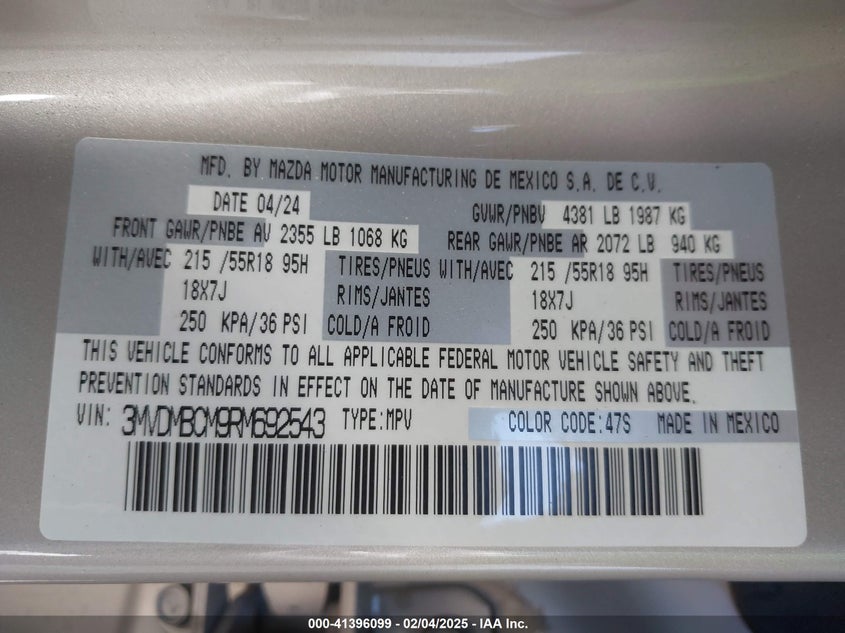 MFD. BY MAZDA MOTOR MANUFACTURING DE MEXICO S.A. DE C.V.
DATE 04/24 GVWR/PNBV 4381 LB 1987 KG
FRONT GAWR/PNBE AV 2355 LB 1068 KG REAR GAWR/PNBE AR 2072 LB 940 KG
WITH/AVEC 215 /55R18 95H TIRES/PNEUS WITH/AVEC 215 /55R18 95H TIRES/PNEUS
18X7J RIMS/JANTES 18X7J RIMS/JANTES
250 KPA/36 PSI COLD/A FROID 250 KPA/36 PSI COLD/A FROID
THIS VEHICLE CONFORMS TO ALL APPLICABLE FEDERAL MOTOR VEHICLE SAFETY AND THEFT
PREVENTION STANDARDS IN EFFECT ON THE DATE OF MANUFACTURE SHOWN ABOVE.
VIN: 3MVDMBCM9RM692543 TYPE:MPV COLOR CODE:47S MADE IN MEXICO
000-41396099 — 02/04/2025 — IAA Inc.